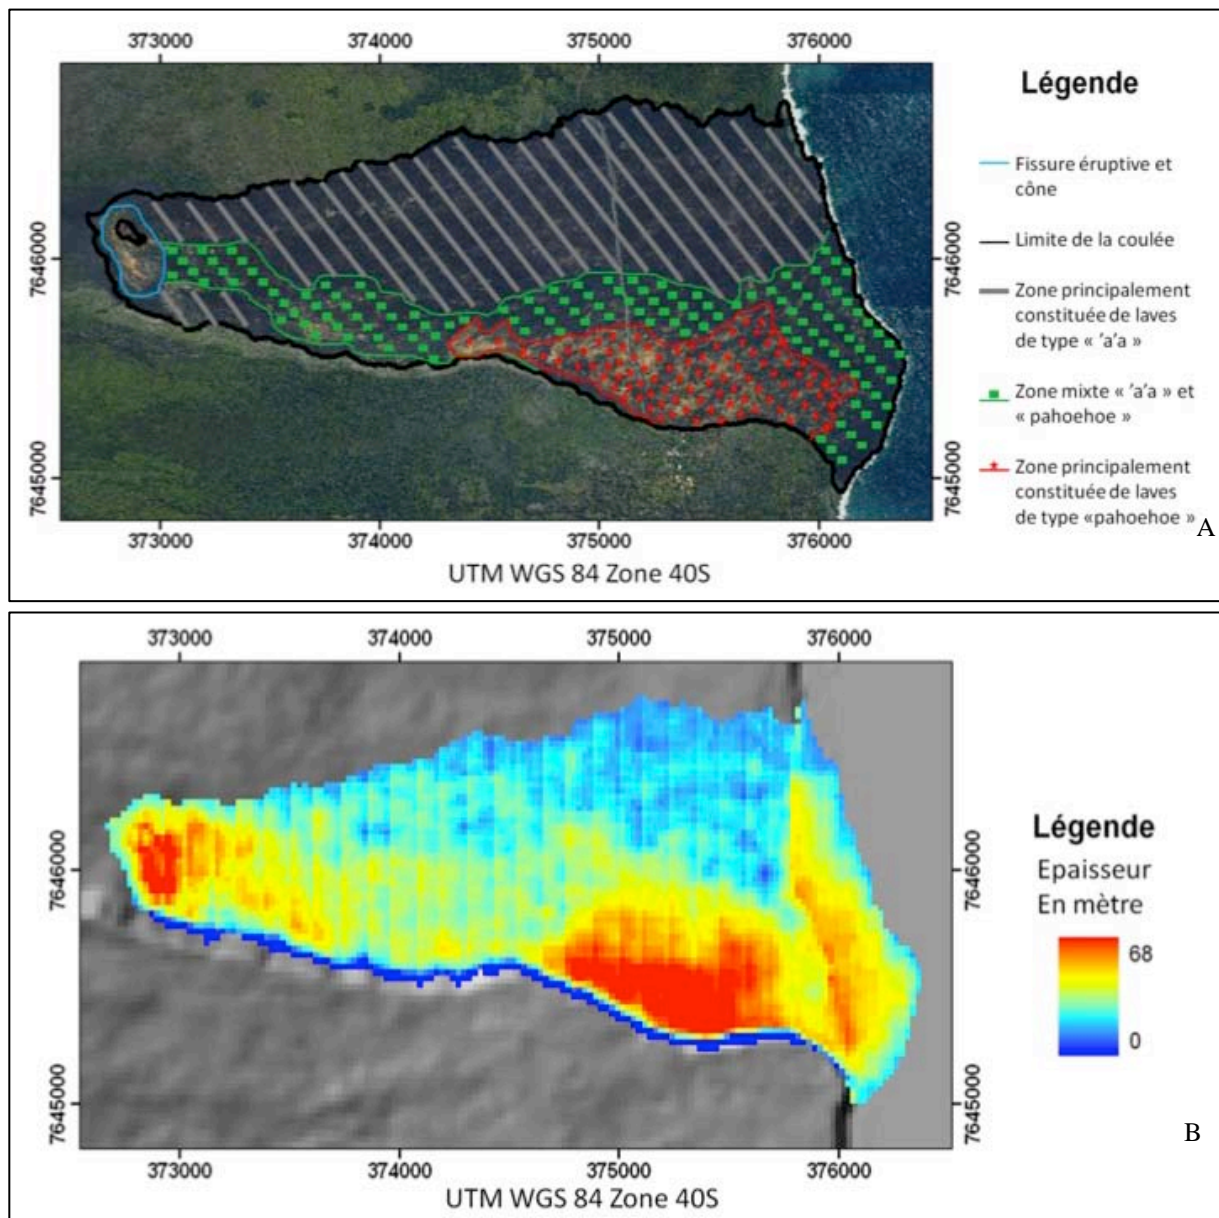 373000 374000 375000 376000
Légende
7646000
7645000
7646000
7645000
Fissure éruptive et
cône
Limite de la coulée
Zone principalement
constituée de laves
de type « 'a'a »
Zone mixte « 'a'a » et
« pahoehoe »
Zone principalement
constituée de laves
de type «pahoehoe »
A
373000 374000 375000 376000
UTM WGS 84 Zone 40S
373000 374000 375000 376000
7646000
7645000
7646000
7645000
Légende
Epaisseur
En mètre
68
0
B
373000 374000 375000 376000
UTM WGS 84 Zone 40S